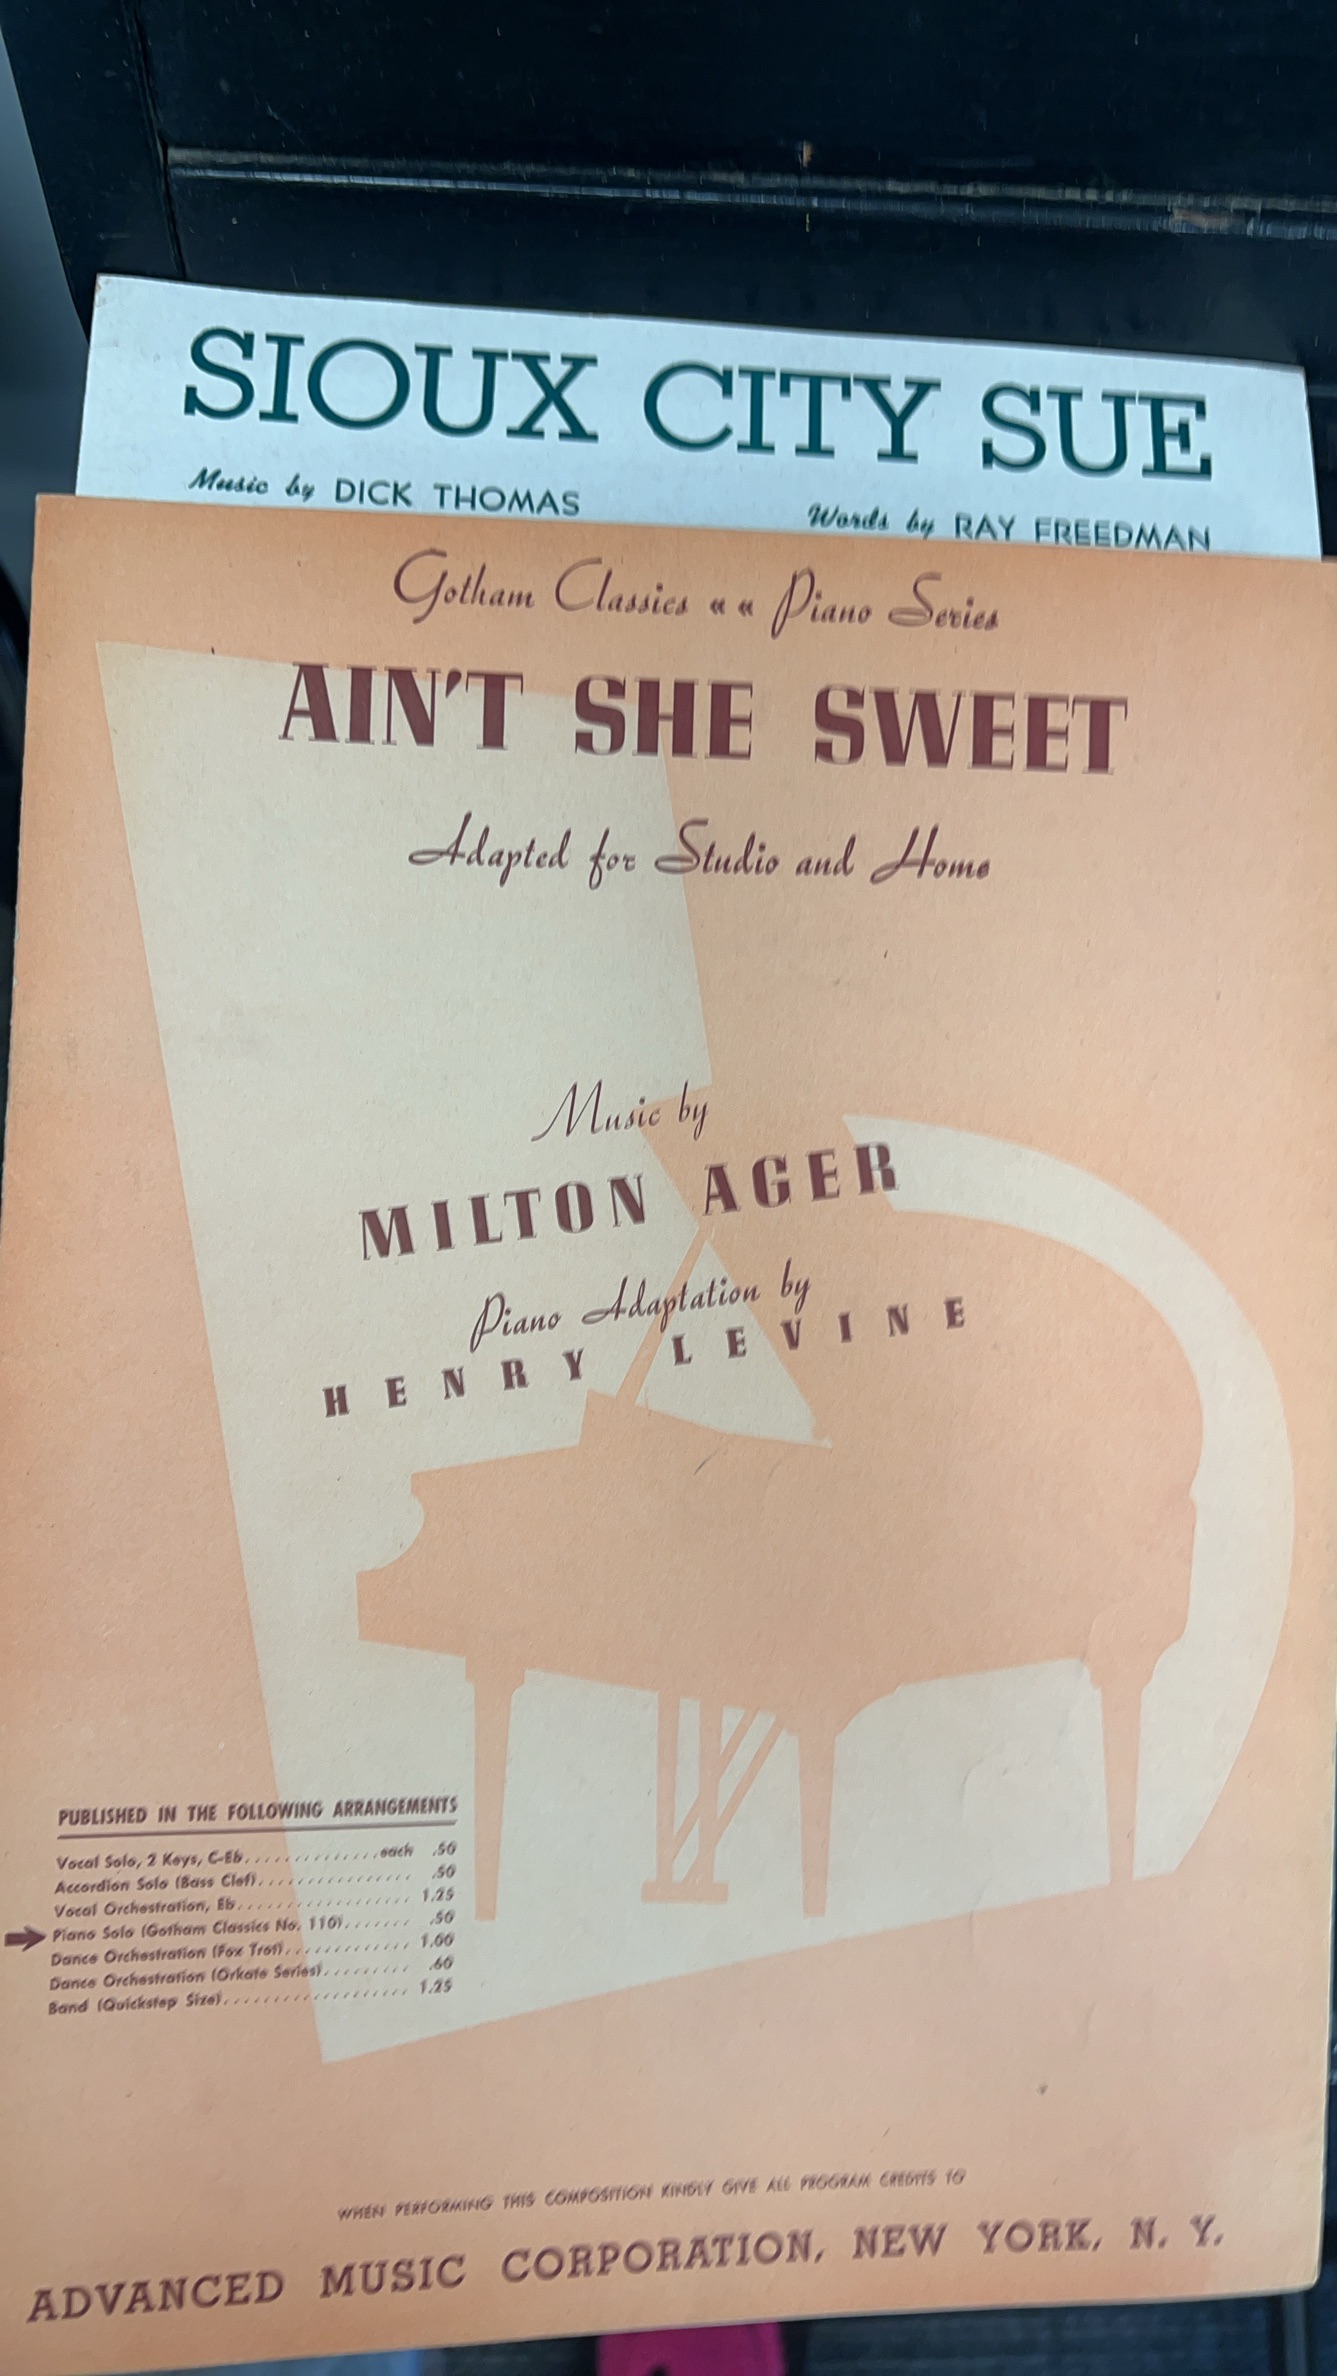 SIOUX CITY SUE
Music by DICK THOMAS
Words by RAY FREEDMAN
Gotham Classics «« Piano Series
AIN'T SHE SWEET
Adapted for Studio and Home
Music by
MILTON AGER
Piano Adaptation by
HENRY LEVINE
PUBLISHED IN THE FOLLOWING ARRANGEMENTS
Vocal Solo, 2 Keys, C-Eb...............each .50
Accordion Solo (Bass Clef)................. .50
Vocal Orchestration, Eb................... 1.25
Piano Solo (Gotham Classics No. 110)....... .50
Dance Orchestration (Fox Trot)............. 1.00
Dance Orchestration (Orkate Series)......... .60
Band (Quickstep Size)..................... 1.25
WHEN PERFORMING THIS COMPOSITION KINDLY GIVE ALL PROGRAM CREDITS TO
ADVANCED MUSIC CORPORATION, NEW YORK, N. Y.